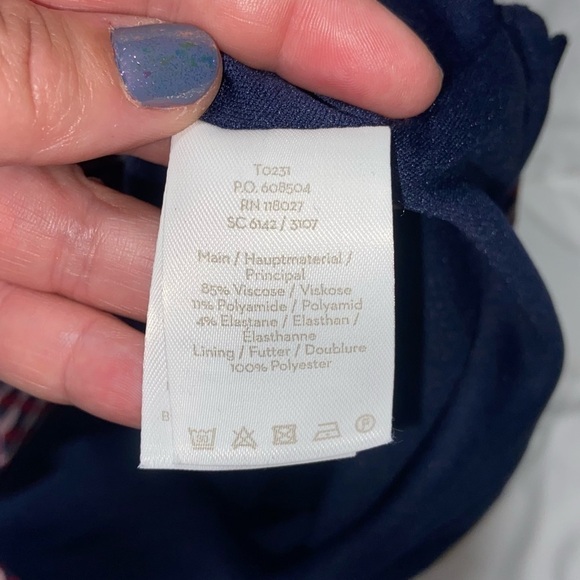 T0231
P.O. 608504
RN 118027
SC 6142 / 3107
Main / Hauptmaterial /
Principal
85% Viscose / Viskose
11% Polyamide / Polyamid
4% Elastane / Elasthan /
Élasthanne
Lining / Futter / Doublure
100% Polyester
B
P